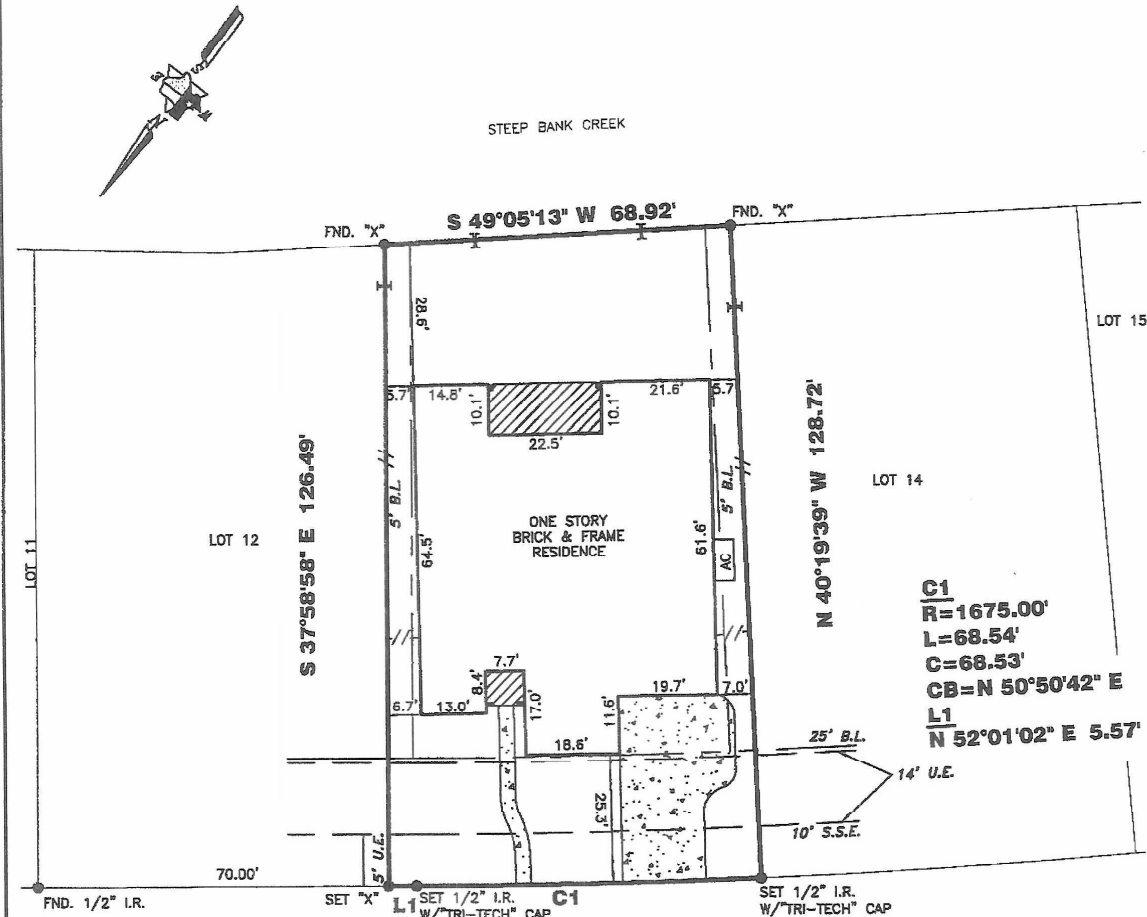 STEEP BANK CREEK
S 49°05'13" W 68.92'
FND. "X"
FND. "X"
28.6'
LOT 15
5.7'
14.8'
10.1'
22.5'
10.1'
21.6'
5.7
S 37°58'58" E 126.49'
5' B.L.
64.5'
ONE STORY
BRICK & FRAME
RESIDENCE
61.6'
AC
5' B.L.
N 40°19'39" W 128.72'
LOT 14
LOT 12
LOT 11
C1
R=1675.00'
L=68.54'
C=68.53'
CB=N 50°50'42" E
L1
N 52°01'02" E 5.57'
6.7'
13.0'
8.4'
7.7'
17.0'
18.6'
11.6'
19.7'
7.0'
25' B.L.
14' U.E.
10' S.S.E.
25.3'
5' U.E.
70.00'
FND. 1/2" I.R.
SET "X"
L1
SET 1/2" I.R.
W/"TRI-TECH" CAP
C1
SET 1/2" I.R.
W/"TRI-TECH" CAP